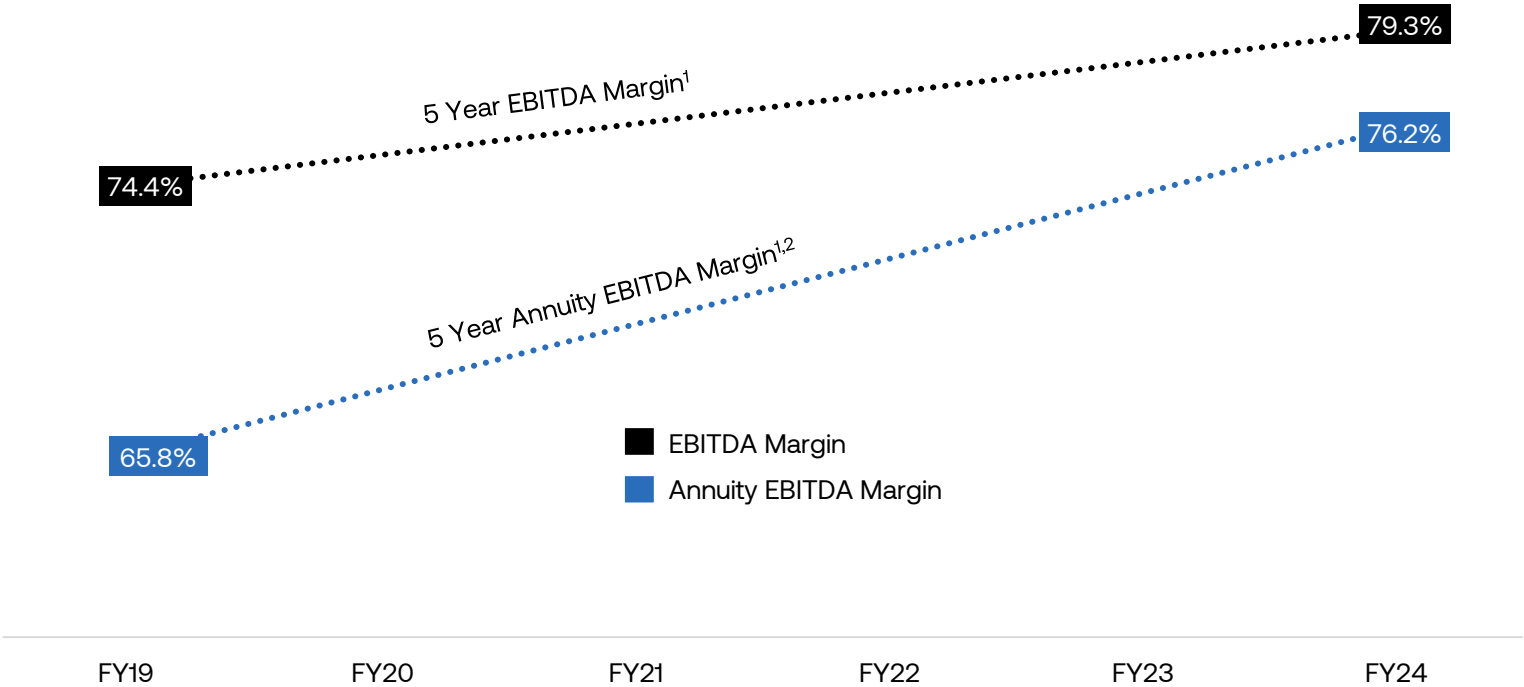 79.3%
5 Year EBITDA Margin¹
76.2%
74.4%
5 Year Annuity EBITDA Margin¹,²
65.8%
EBITDA Margin
Annuity EBITDA Margin
FY19 FY20 FY21 FY22 FY23 FY24